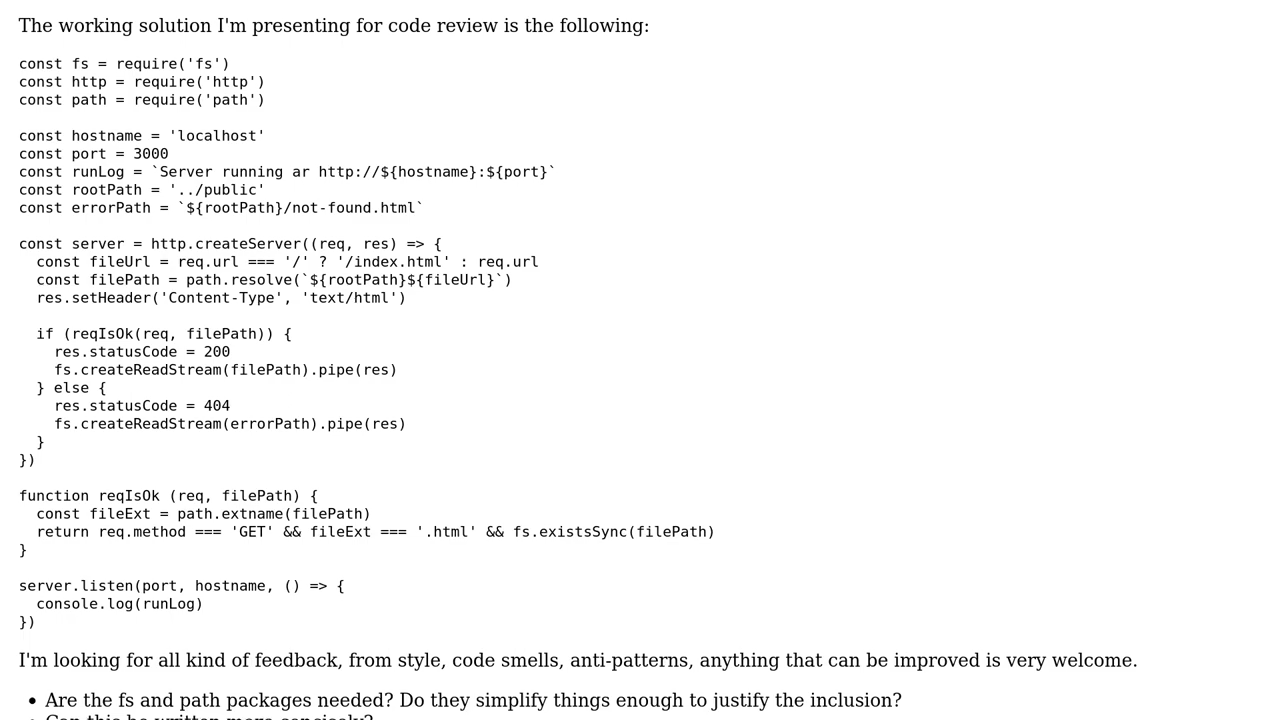 The working solution I'm presenting for code review is the following:
const fs = require('fs')
const http = require('http')
const path = require('path')
const hostname = 'localhost'
const port = 3000
const runLog = `Server running ar http://${hostname}:${port}`
const rootPath = '../public'
const errorPath = `${rootPath}/not-found.html`
const server = http.createServer((req, res) => {
  const fileUrl = req.url === '/' ? '/index.html' : req.url
  const filePath = path.resolve(`${rootPath}${fileUrl}`)
  res.setHeader('Content-Type', 'text/html')
  if (reqIsOk(req, filePath)) {
    res.statusCode = 200
    fs.createReadStream(filePath).pipe(res)
  } else {
    res.statusCode = 404
    fs.createReadStream(errorPath).pipe(res)
  }
})
function reqIsOk (req, filePath) {
  const fileExt = path.extname(filePath)
  return req.method === 'GET' && fileExt === '.html' && fs.existsSync(filePath)
}
server.listen(port, hostname, () => {
  console.log(runLog)
})
I'm looking for all kind of feedback, from style, code smells, anti-patterns, anything that can be improved is very welcome.
• Are the fs and path packages needed? Do they simplify things enough to justify the inclusion?
• Can this be written more concisely?